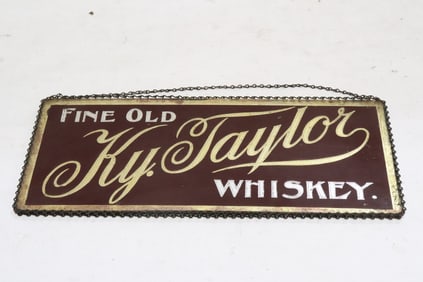 FINE OLD
Ky. Taylor
WHISKEY.